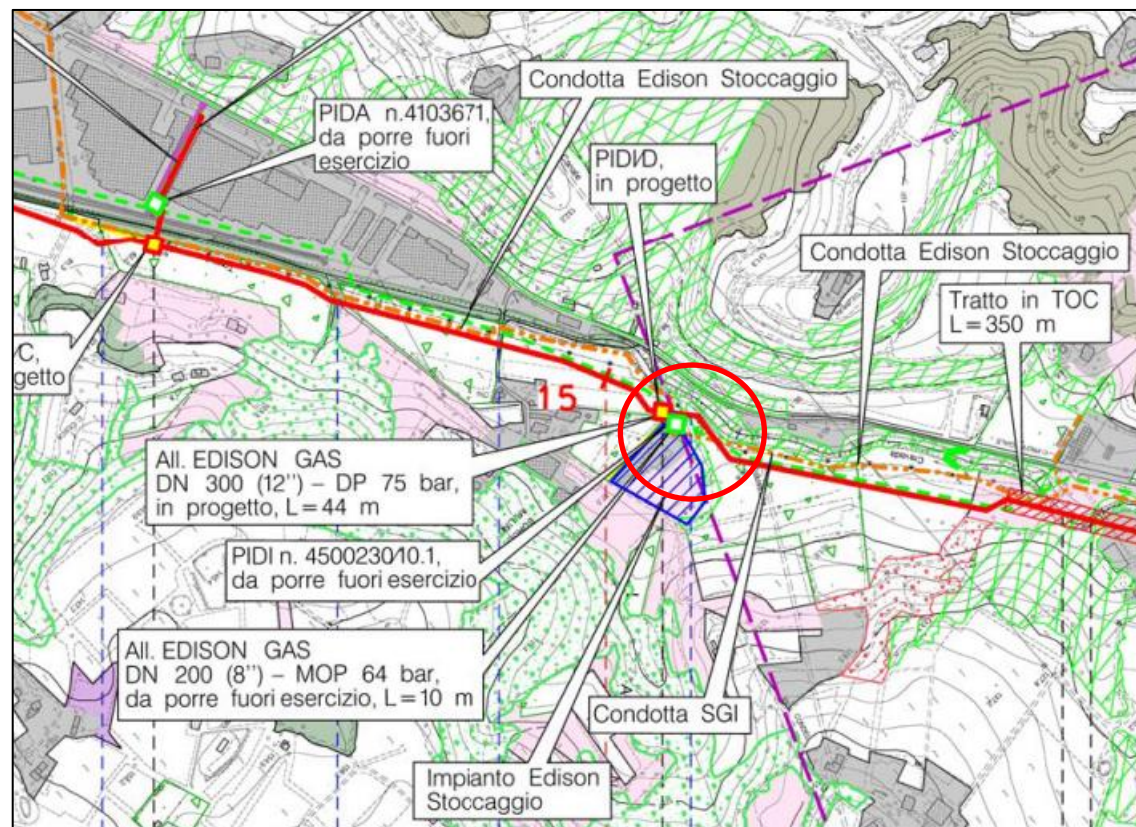 Condotta Edison Stoccaggio
PIDA n.4103671,
da porre fuori
esercizio
PIDI/D,
in progetto
Condotta Edison Stoccaggio
Tratto in TOC
L=350 m
/C,
getto
15
All. EDISON GAS
DN 300 (12'') – DP 75 bar,
in progetto, L=44 m
PIDI n. 4500230/10.1,
da porre fuori esercizio
All. EDISON GAS
DN 200 (8'') – MOP 64 bar,
da porre fuori esercizio, L=10 m
Condotta SGI
Impianto Edison
Stoccaggio